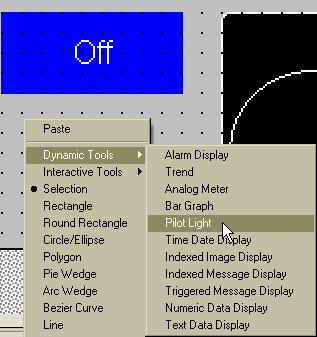 Off
Paste
Dynamic Tools
Interactive Tools
Selection
Rectangle
Round Rectangle
Circle/Ellipse
Polygon
Pie Wedge
Arc Wedge
Bezier Curve
Line
Alarm Display
Trend
Analog Meter
Bar Graph
Pilot Light
Time Date Display
Indexed Image Display
Indexed Message Display
Triggered Message Display
Numeric Data Display
Text Data Display